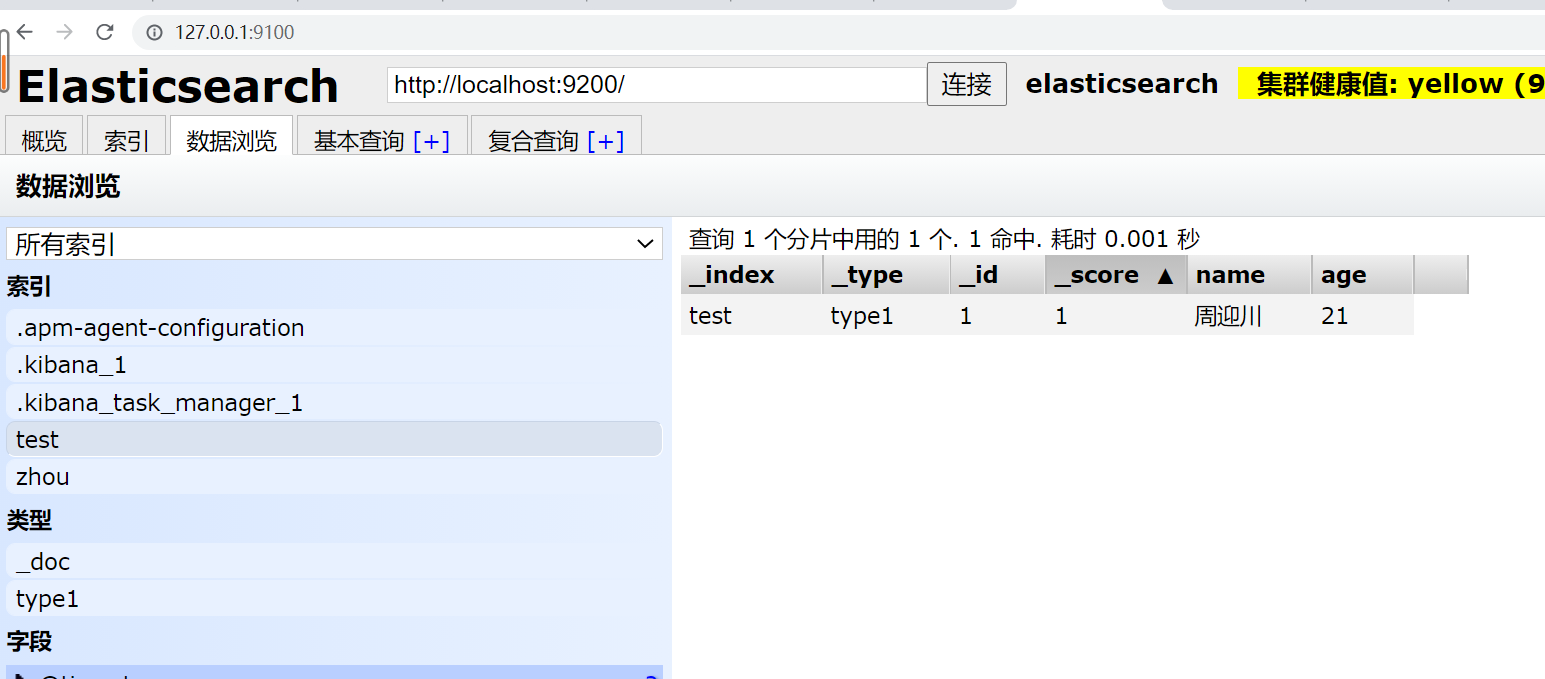 127.0.0.1:9100
Elasticsearch http://localhost:9200/ 连接 elasticsearch 集群健康值: yellow (9
概览 索引 数据浏览 基本查询 [+] 复合查询 [+]
数据浏览
所有索引
索引
.apm-agent-configuration
.kibana_1
.kibana_task_manager_1
test
zhou
类型
_doc
type1
字段
查询 1 个分片中用的 1 个. 1 命中. 耗时 0.001 秒
_index _type _id _score ▲ name age
test type1 1 1 周迎川 21